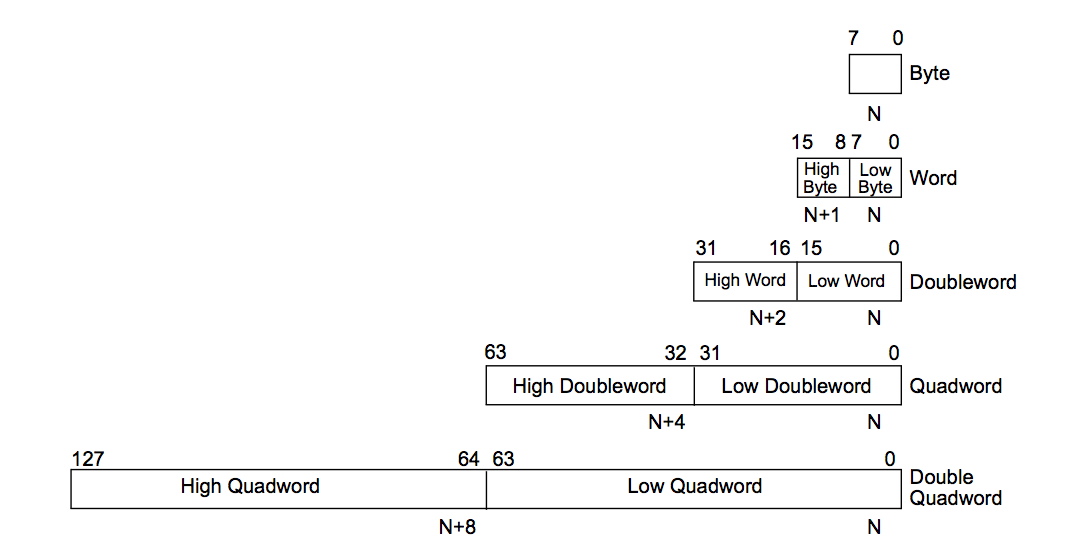 7 0
Byte
N
15 8 7 0
High Byte
Low Byte
Word
N+1 N
31 16 15 0
High Word Low Word Doubleword
N+2 N
63 32 31 0
High Doubleword Low Doubleword Quadword
N+4 N
127 64 63 0
High Quadword Low Quadword
Double
Quadword
N+8 N